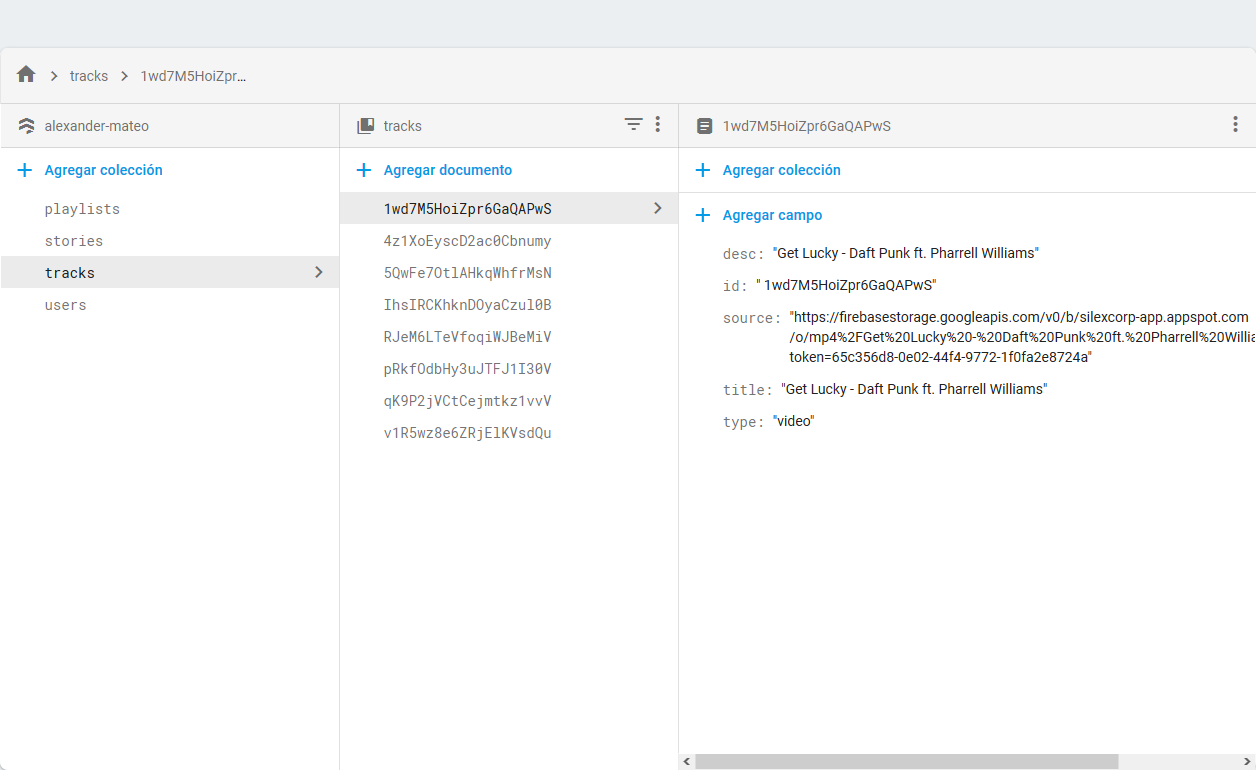 tracks
1wd7M5HoiZpr...
alexander-mateo
Agregar colección
playlists
stories
tracks
users
tracks
Agregar documento
1wd7M5HoiZpr6GaQAPwS
4z1XoEyscD2ac0Cbnumy
5QwFe7OtlAHkqWhfrMsN
IhsIRCKhknDOyaCzul0B
RJeM6LTeVfoqiWJBeMiV
pRkfOdbHy3uJTFJ1I30V
qK9P2jVCtCejmtkz1vvV
v1R5wz8e6ZRjElKVsdQu
1wd7M5HoiZpr6GaQAPwS
Agregar colección
Agregar campo
desc: "Get Lucky - Daft Punk ft. Pharrell Williams"
id: " 1wd7M5HoiZpr6GaQAPwS"
source: "https://firebasestorage.googleapis.com/v0/b/silexcorp-app.appspot.com
/o/mp4%2FGet%20Lucky%20-%20Daft%20Punk%20ft.%20Pharrell%20Willia
token=65c356d8-0e02-44f4-9772-1f0fa2e8724a"
title: "Get Lucky - Daft Punk ft. Pharrell Williams"
type: "video"